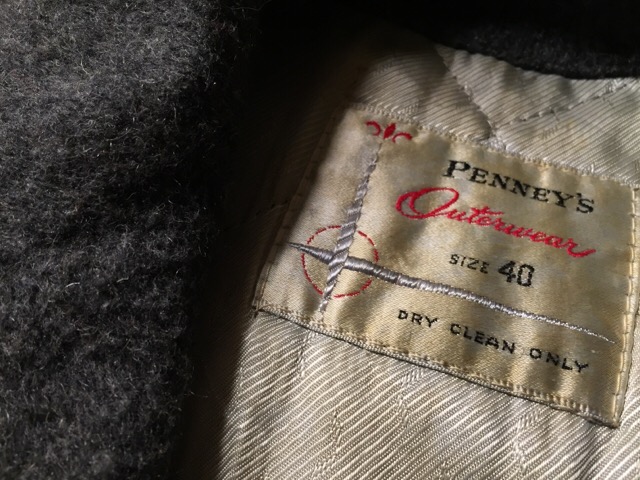 PENNEY'S
Outerwear
SIZE 40
DRY CLEAN ONLY